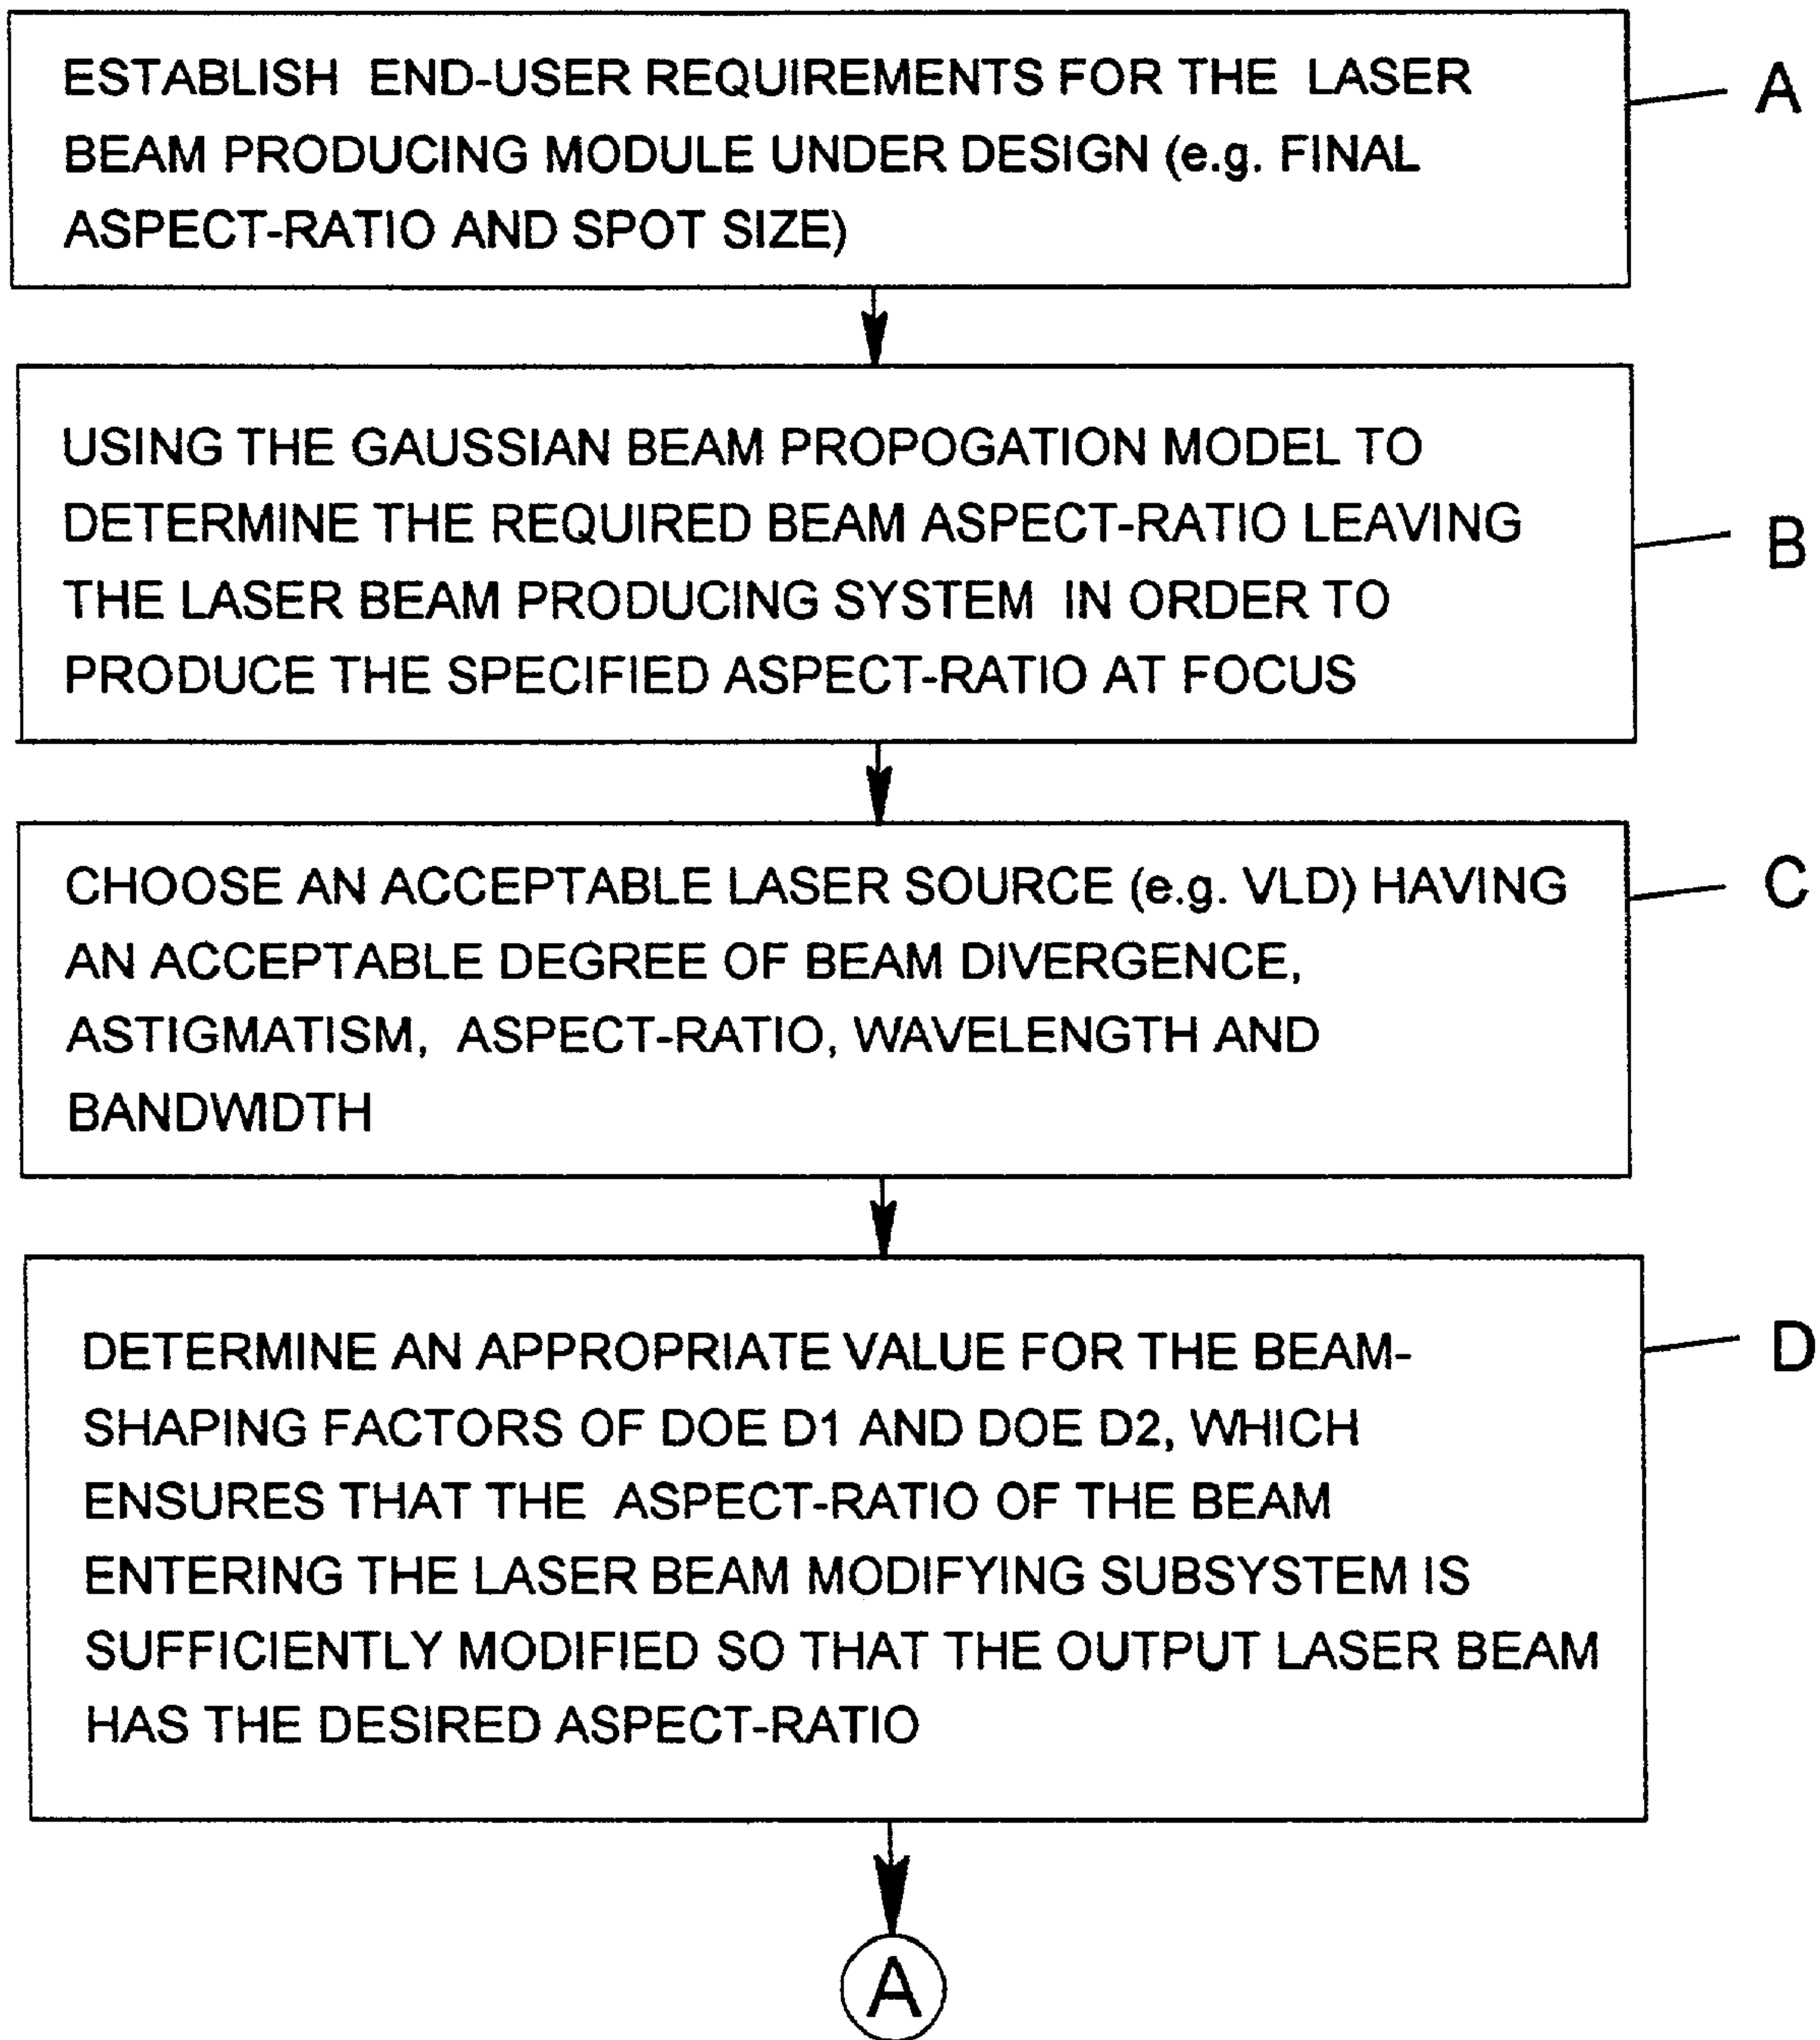 ESTABLISH END-USER REQUIREMENTS FOR THE LASER
BEAM PRODUCING MODULE UNDER DESIGN (e.g. FINAL
ASPECT-RATIO AND SPOT SIZE)
A
USING THE GAUSSIAN BEAM PROPOGATION MODEL TO
DETERMINE THE REQUIRED BEAM ASPECT-RATIO LEAVING
THE LASER BEAM PRODUCING SYSTEM IN ORDER TO
PRODUCE THE SPECIFIED ASPECT-RATIO AT FOCUS
B
CHOOSE AN ACCEPTABLE LASER SOURCE (e.g. VLD) HAVING
AN ACCEPTABLE DEGREE OF BEAM DIVERGENCE,
ASTIGMATISM, ASPECT-RATIO, WAVELENGTH AND
BANDWIDTH
C
DETERMINE AN APPROPRIATE VALUE FOR THE BEAM-
SHAPING FACTORS OF DOE D1 AND DOE D2, WHICH
ENSURES THAT THE ASPECT-RATIO OF THE BEAM
ENTERING THE LASER BEAM MODIFYING SUBSYSTEM IS
SUFFICIENTLY MODIFIED SO THAT THE OUTPUT LASER BEAM
HAS THE DESIRED ASPECT-RATIO
D
A